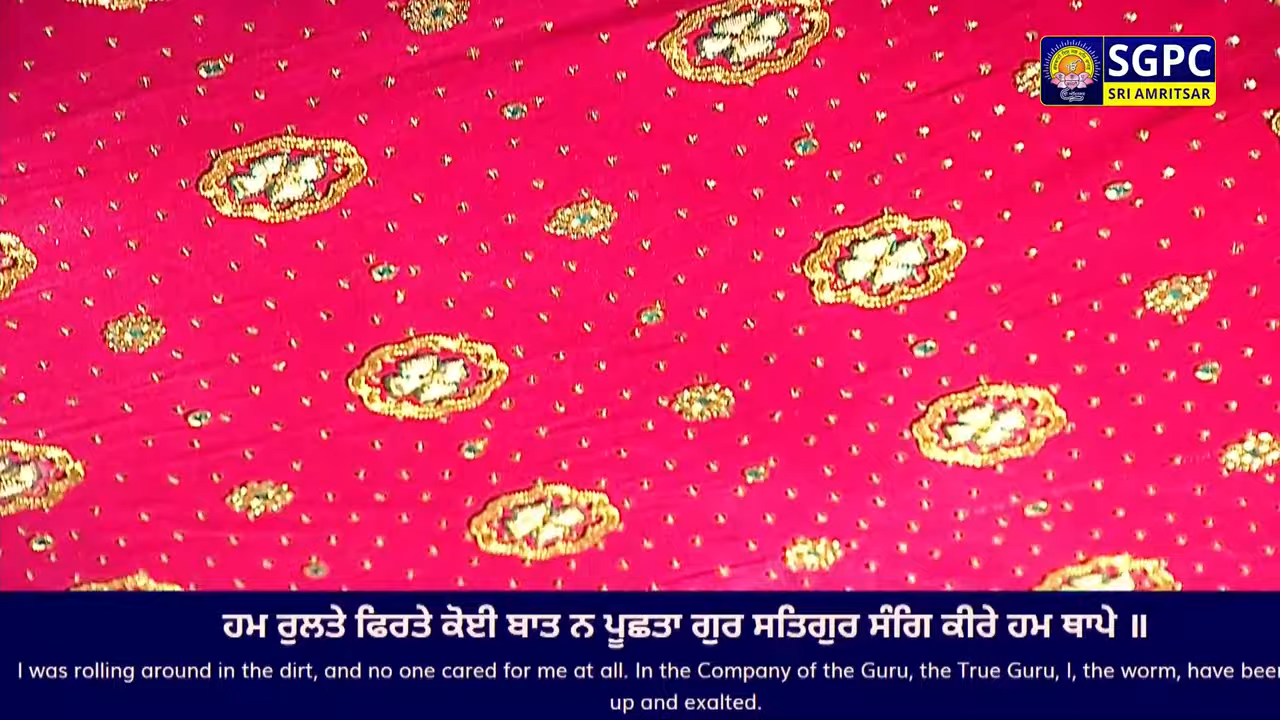 SGPC
SRI AMRITSAR
ਹਮ ਰੁਲਤੇ ਫਿਰਤੇ ਕੋਈ ਬਾਤ ਨ ਪੂਛਤਾ ਗੁਰ ਸਤਿਗੁਰ ਸੰਗਿ ਕੀਰੇ ਹਮ ਥਾਪੇ ॥
I was rolling around in the dirt, and no one cared for me at all. In the Company of the Guru, the True Guru, I, the worm, have been
up and exalted.